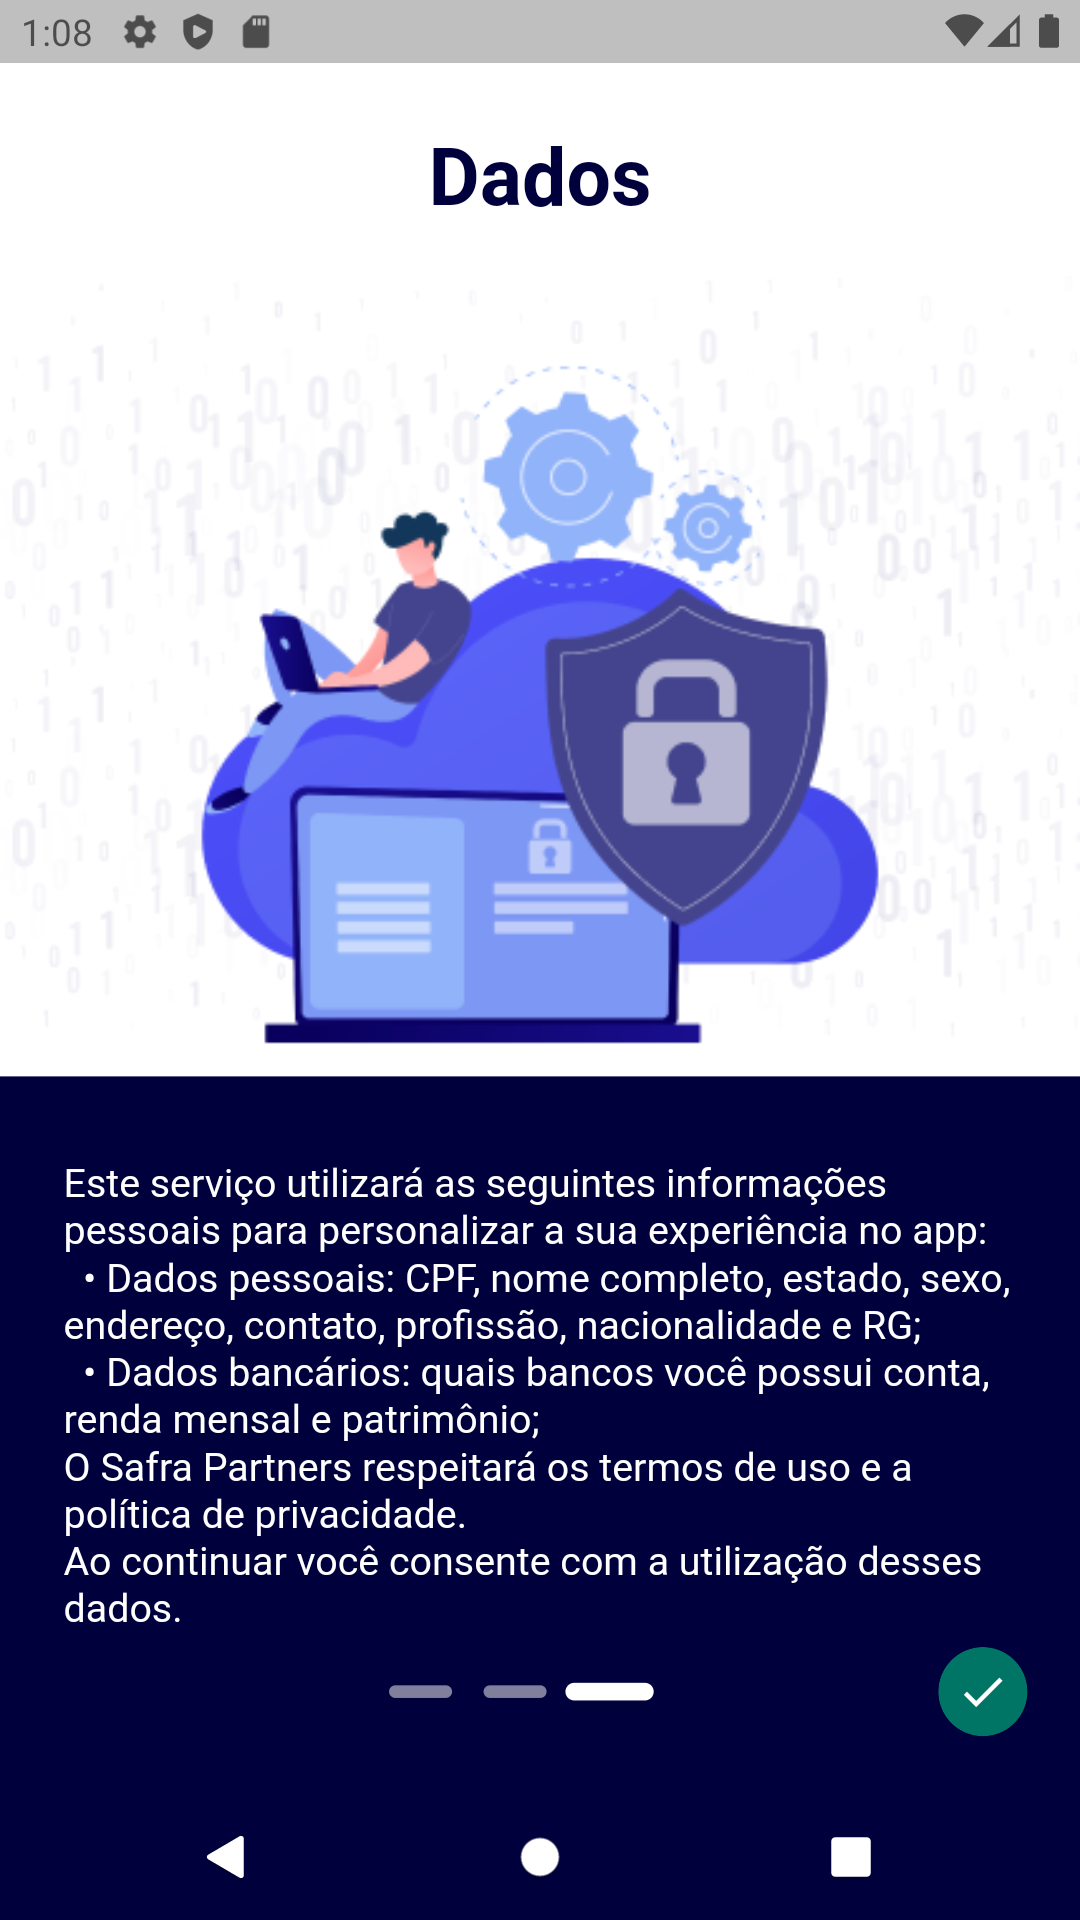 1:08
Dados
Este serviço utilizará as seguintes informações
pessoais para personalizar a sua experiência no app:
• Dados pessoais: CPF, nome completo, estado, sexo,
endereço, contato, profissão, nacionalidade e RG;
• Dados bancários: quais bancos você possui conta,
renda mensal e patrimônio;
O Safra Partners respeitará os termos de uso e a
política de privacidade.
Ao continuar você consente com a utilização desses
dados.